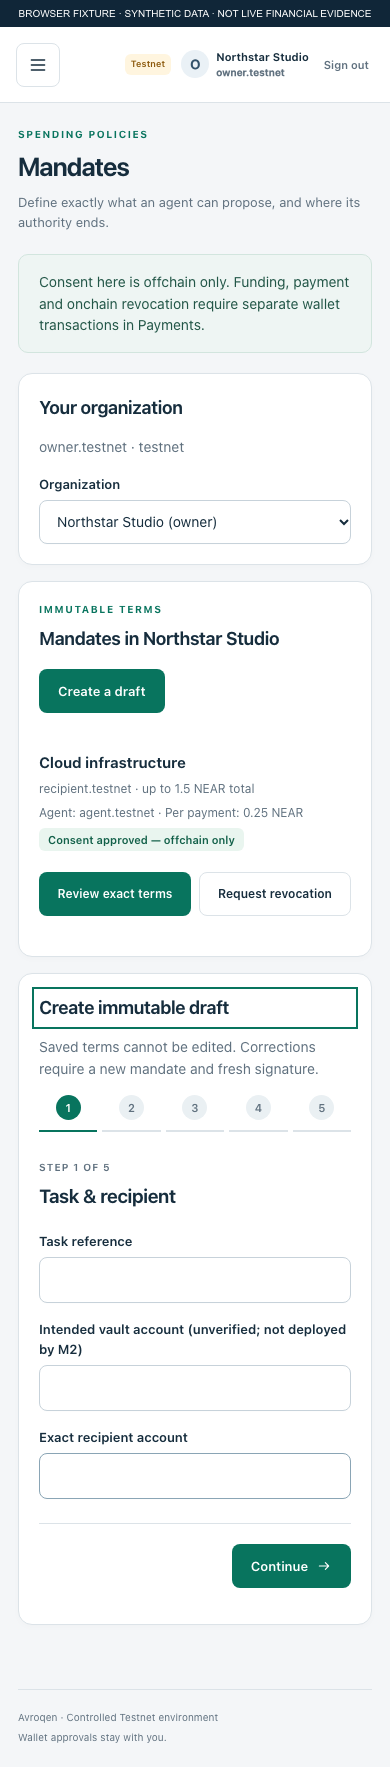 BROWSER FIXTURE · SYNTHETIC DATA · NOT LIVE FINANCIAL EVIDENCE
Testnet
O
Northstar Studio
owner.testnet
Sign out
SPENDING POLICIES
Mandates
Define exactly what an agent can propose, and where its
authority ends.
Consent here is offchain only. Funding, payment
and onchain revocation require separate wallet
transactions in Payments.
Your organization
owner.testnet · testnet
Organization
Northstar Studio (owner)
IMMUTABLE TERMS
Mandates in Northstar Studio
Create a draft
Cloud infrastructure
recipient.testnet · up to 1.5 NEAR total
Agent: agent.testnet · Per payment: 0.25 NEAR
Consent approved — offchain only
Review exact terms
Request revocation
Create immutable draft
Saved terms cannot be edited. Corrections
require a new mandate and fresh signature.
1 2 3 4 5
STEP 1 OF 5
Task & recipient
Task reference
Intended vault account (unverified; not deployed
by M2)
Exact recipient account
Continue →
Avroqen · Controlled Testnet environment
Wallet approvals stay with you.